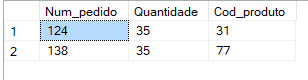 Num_pedido Quantidade Cod_produto
1 124 35 31
2 138 35 77